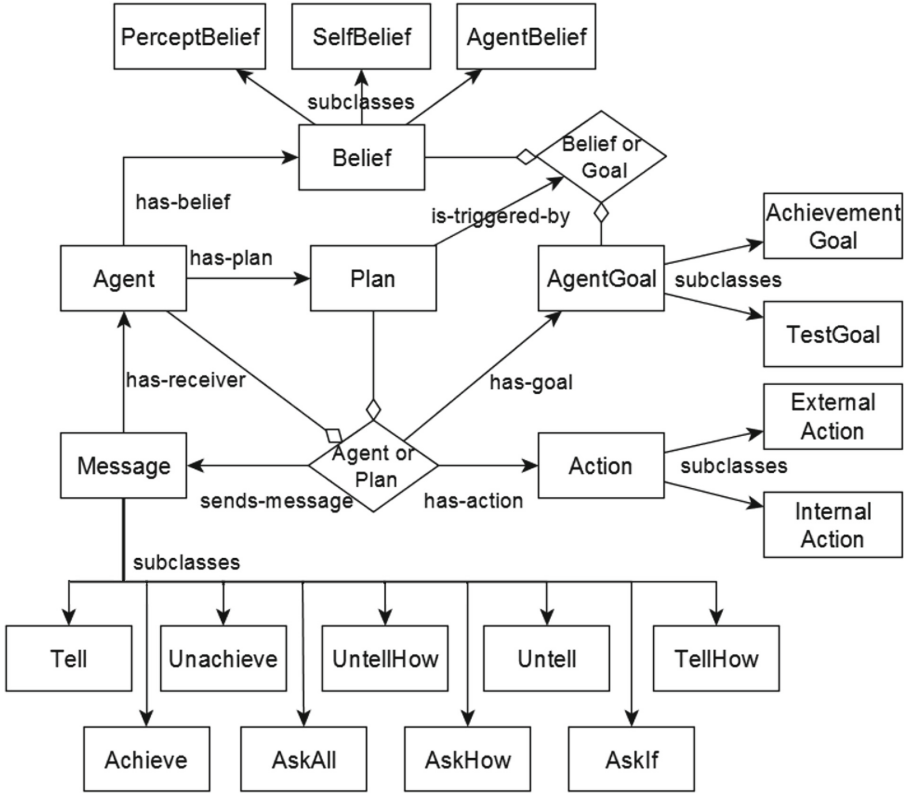 PerceptBelief
SelfBelief
AgentBelief
subclasses
Belief
Belief or
Goal
has-belief
is-triggered-by
Achievement
Goal
has-plan
Agent
Plan
AgentGoal
subclasses
TestGoal
has-receiver
has-goal
External
Action
Message
Agent or
Plan
Action
subclasses
sends-message
has-action
Internal
Action
subclasses
Tell
Unachieve
UntellHow
Untell
TellHow
Achieve
AskAll
AskHow
AskIf